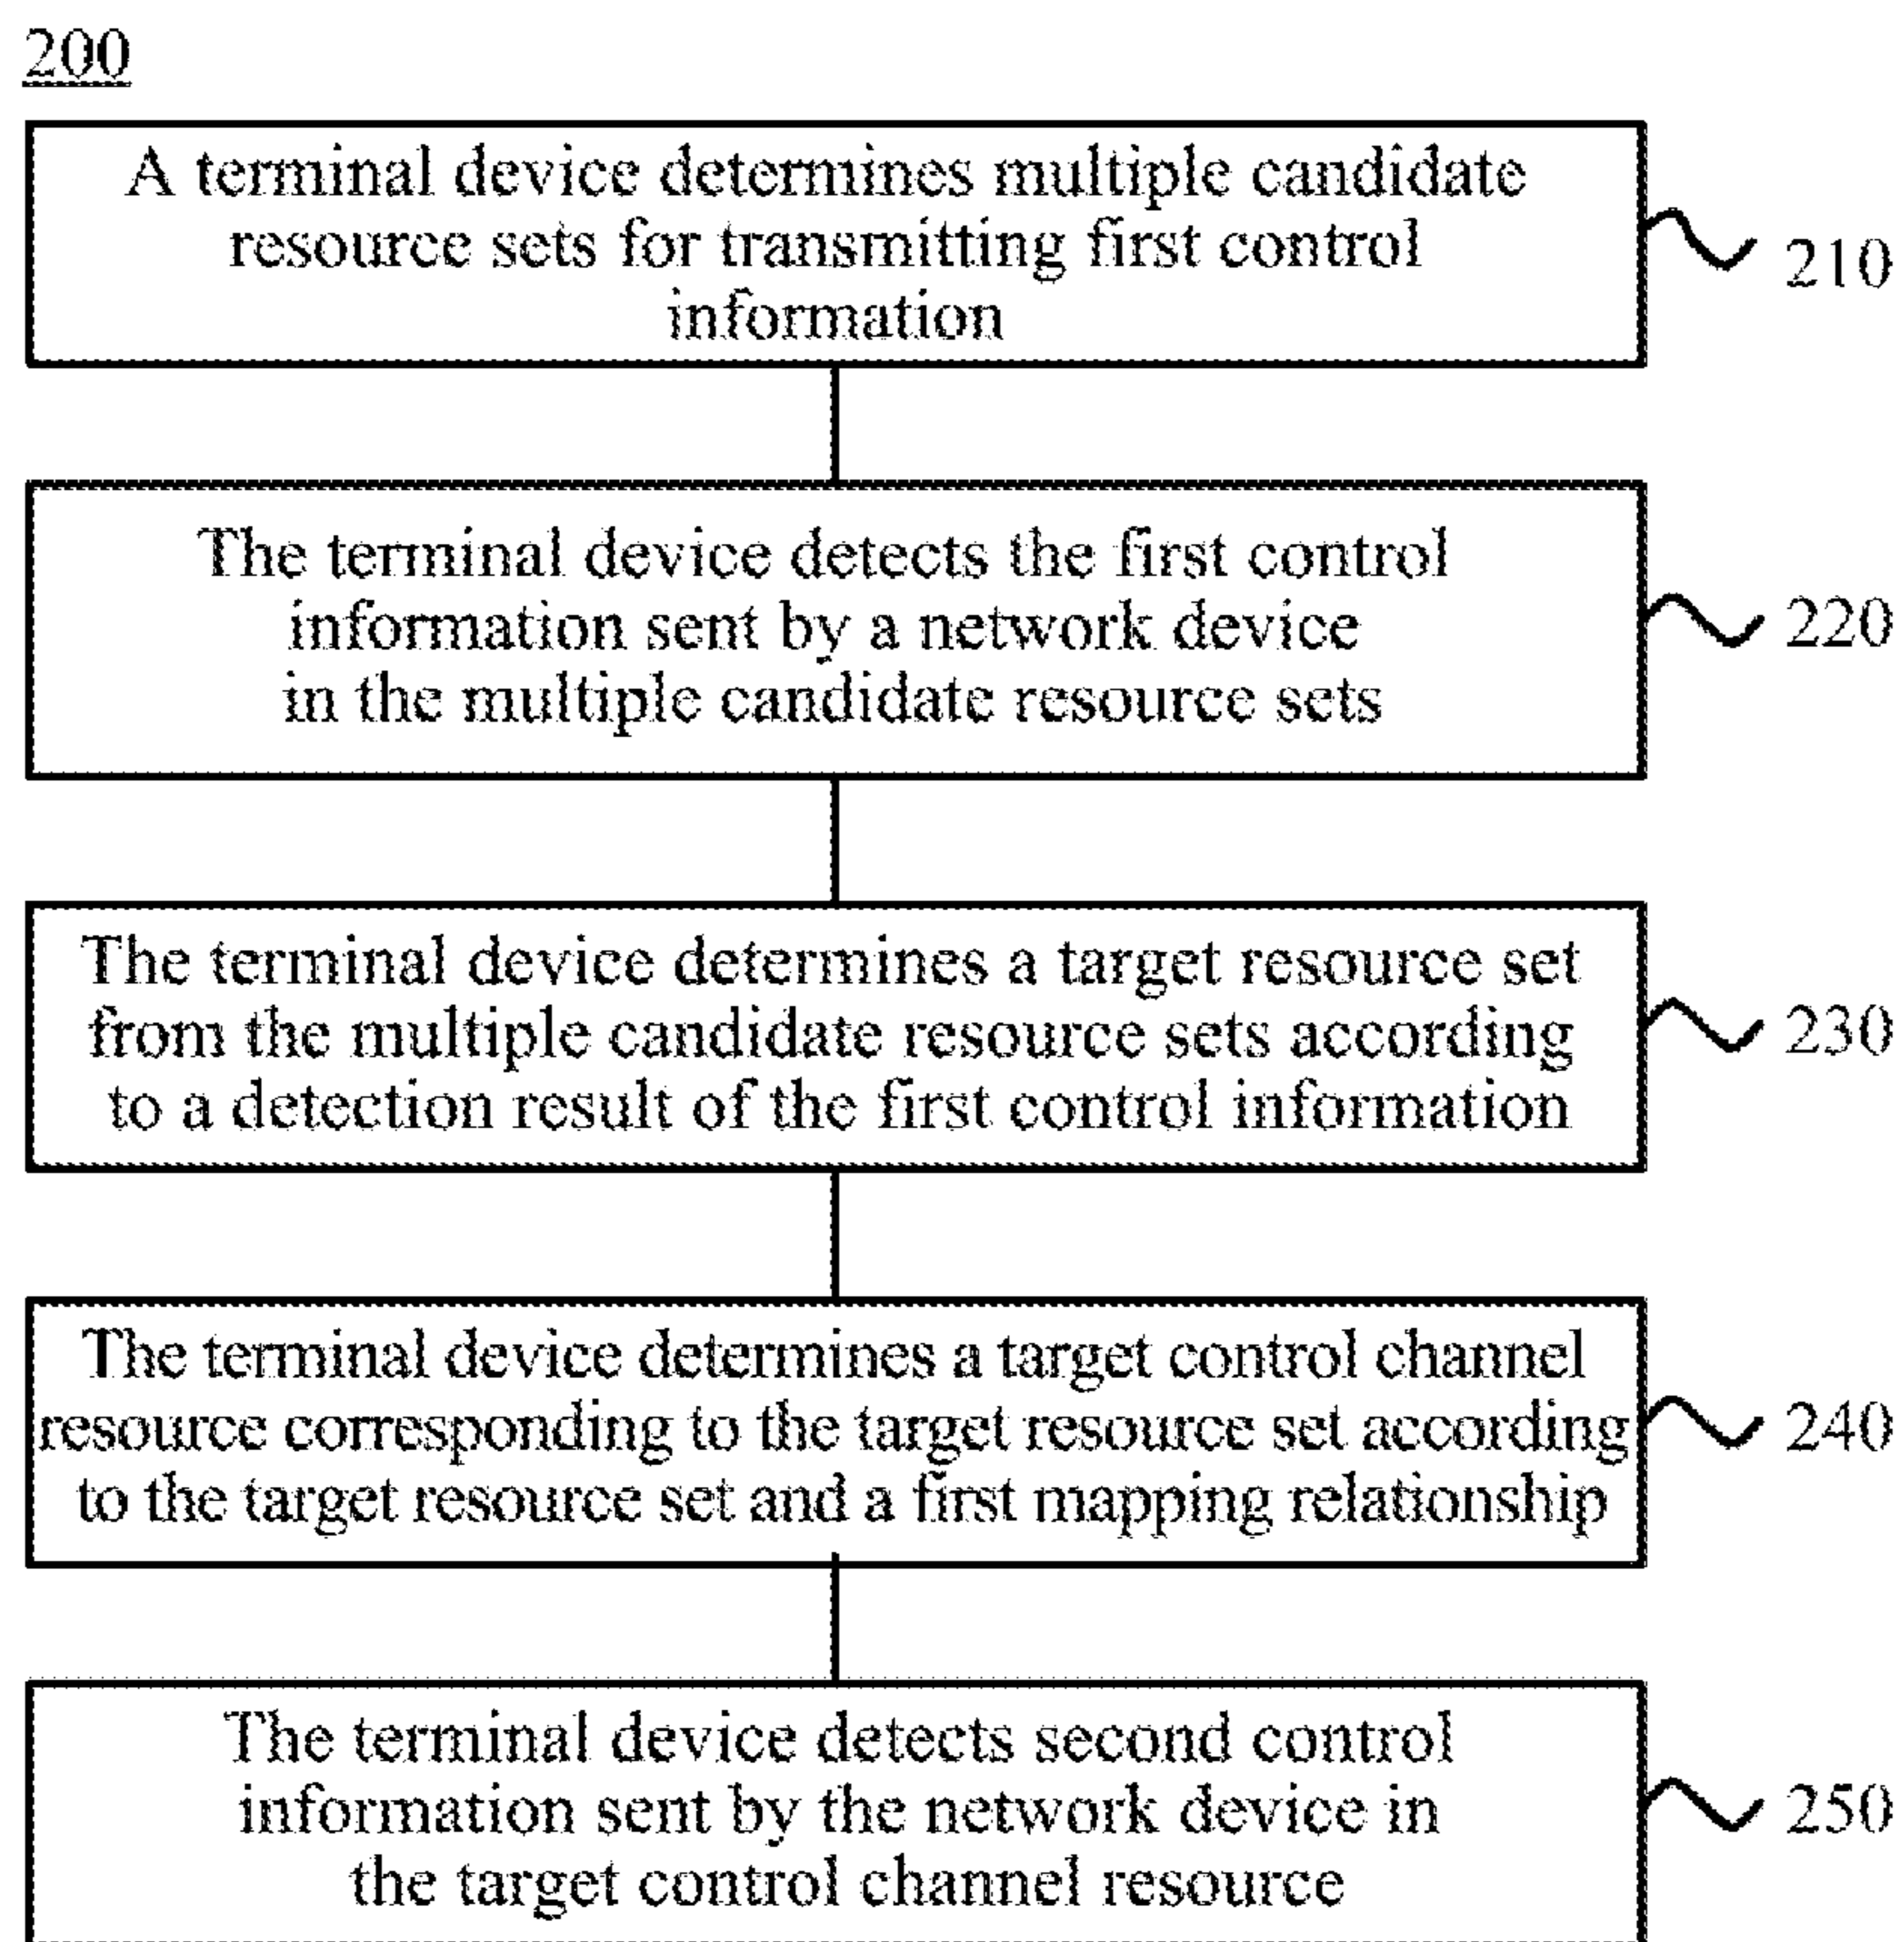 200
A terminal device determines multiple candidate
resource sets for transmitting first control
information
210
The terminal device detects the first control
information sent by a network device
in the multiple candidate resource sets
220
The terminal device determines a target resource set
from the multiple candidate resource sets according
to a detection result of the first control information
230
The terminal device determines a target control channel
resource corresponding to the target resource set according
to the target resource set and a first mapping relationship
240
The terminal device detects second control
information sent by the network device in
the target control channel resource
250